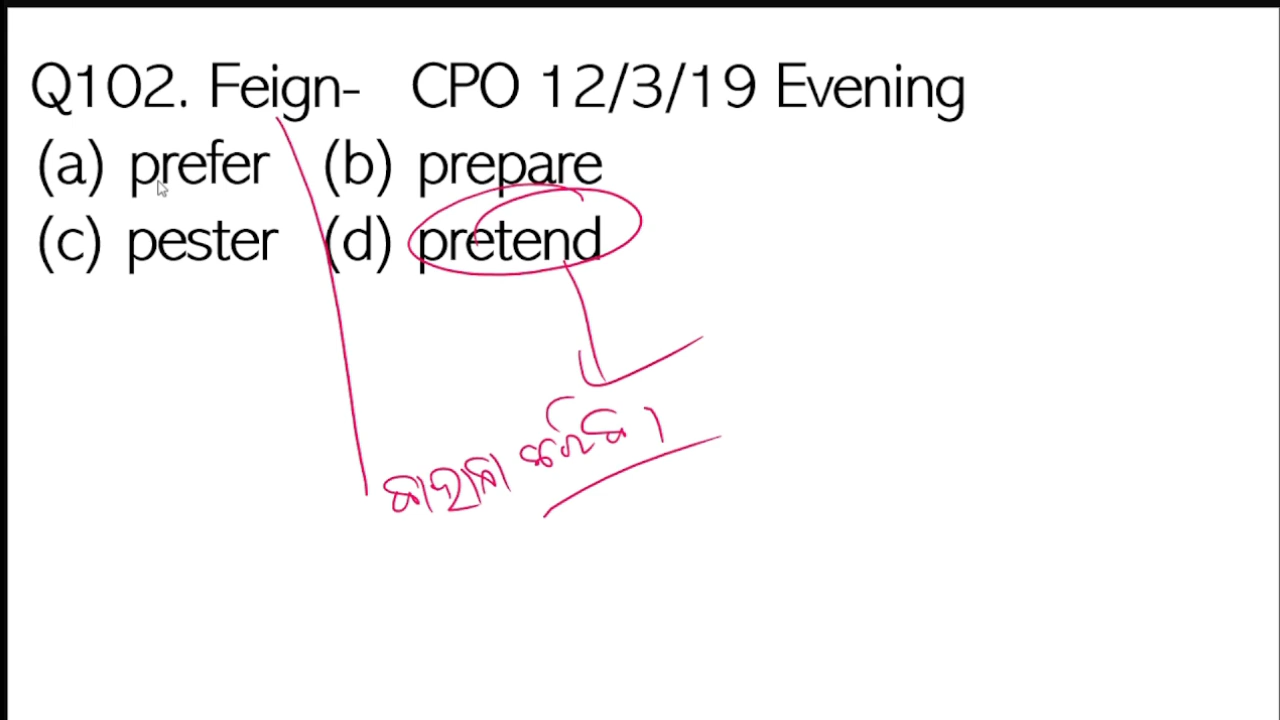 Q102. Feign- CPO 12/3/19 Evening
(a) prefer (b) prepare
(c) pester (d) pretend